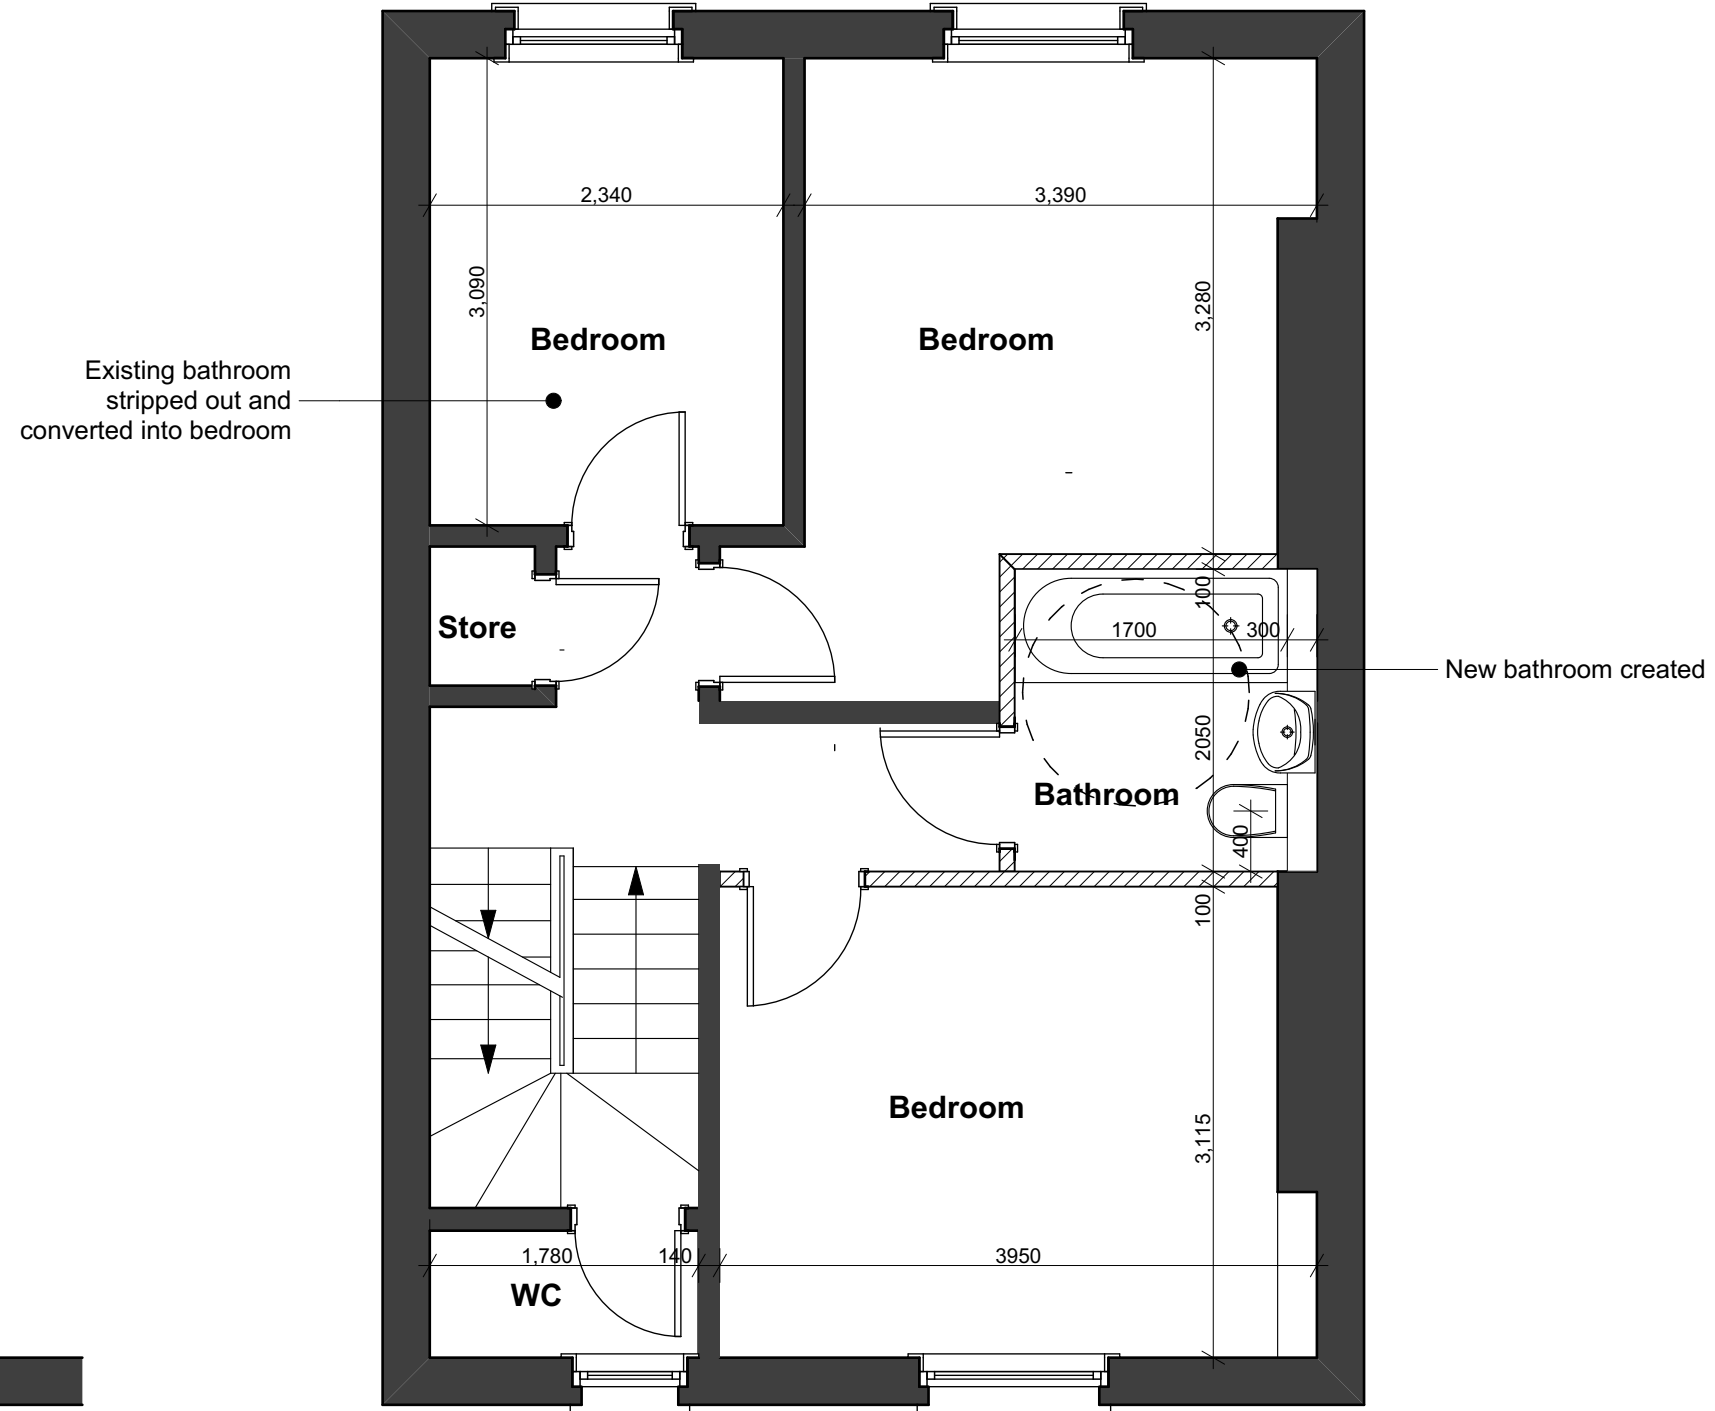 2,340
3,390
3,090
3,280
Bedroom
Bedroom
Existing bathroom
stripped out and
converted into bedroom
100
Store
1700
300
New bathroom created
2050
Bathroom
400
100
Bedroom
3,115
1,780
140
3950
WC